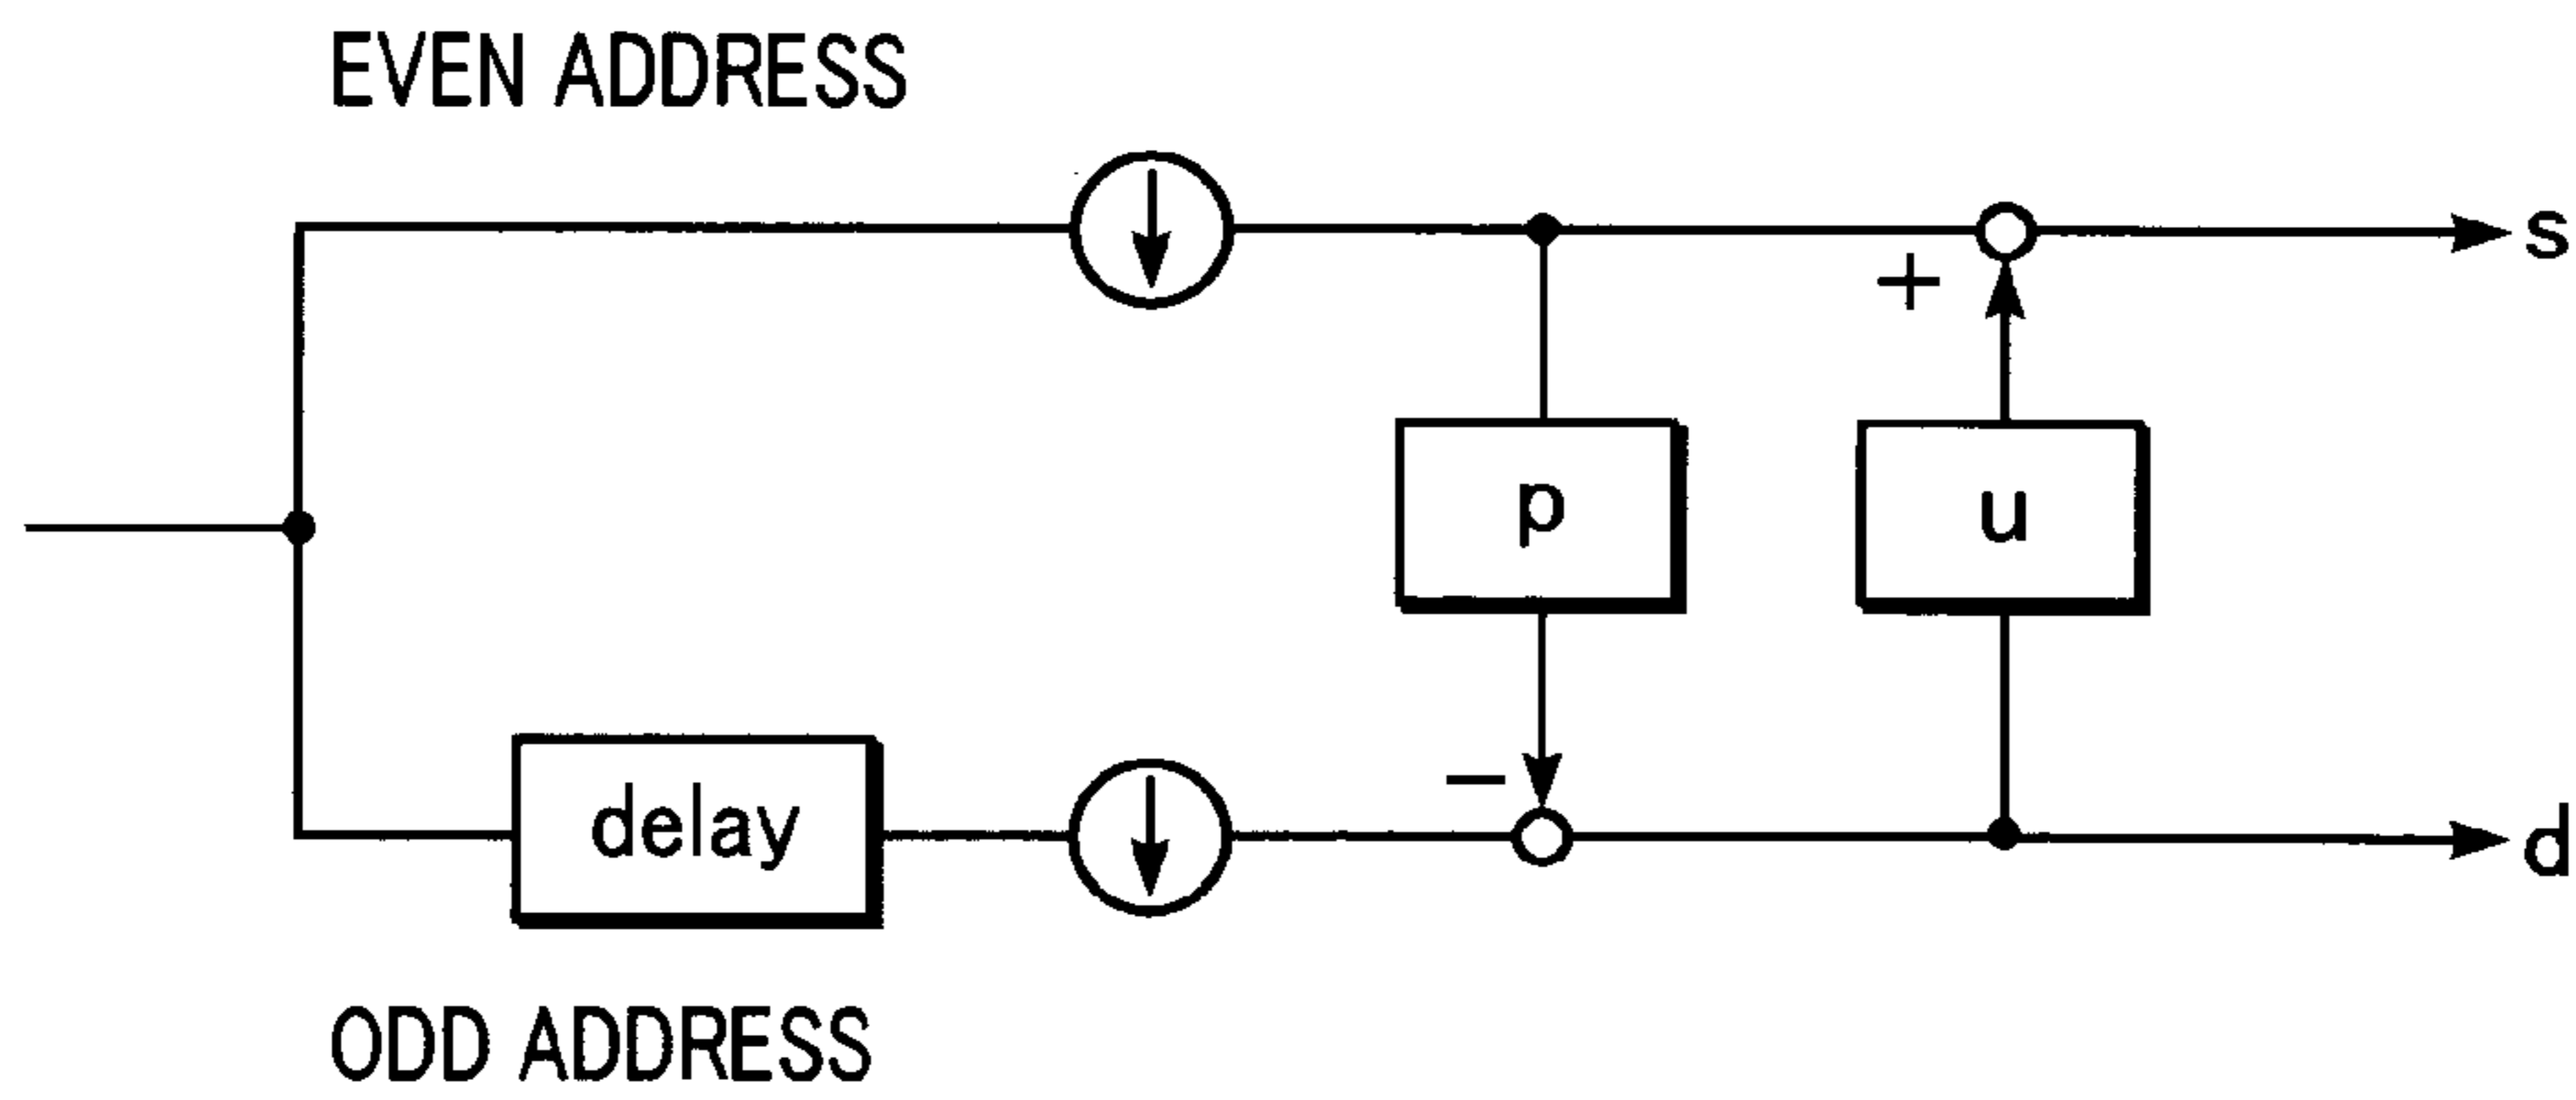 EVEN ADDRESS
s
+
p
u
−
delay
d
ODD ADDRESS